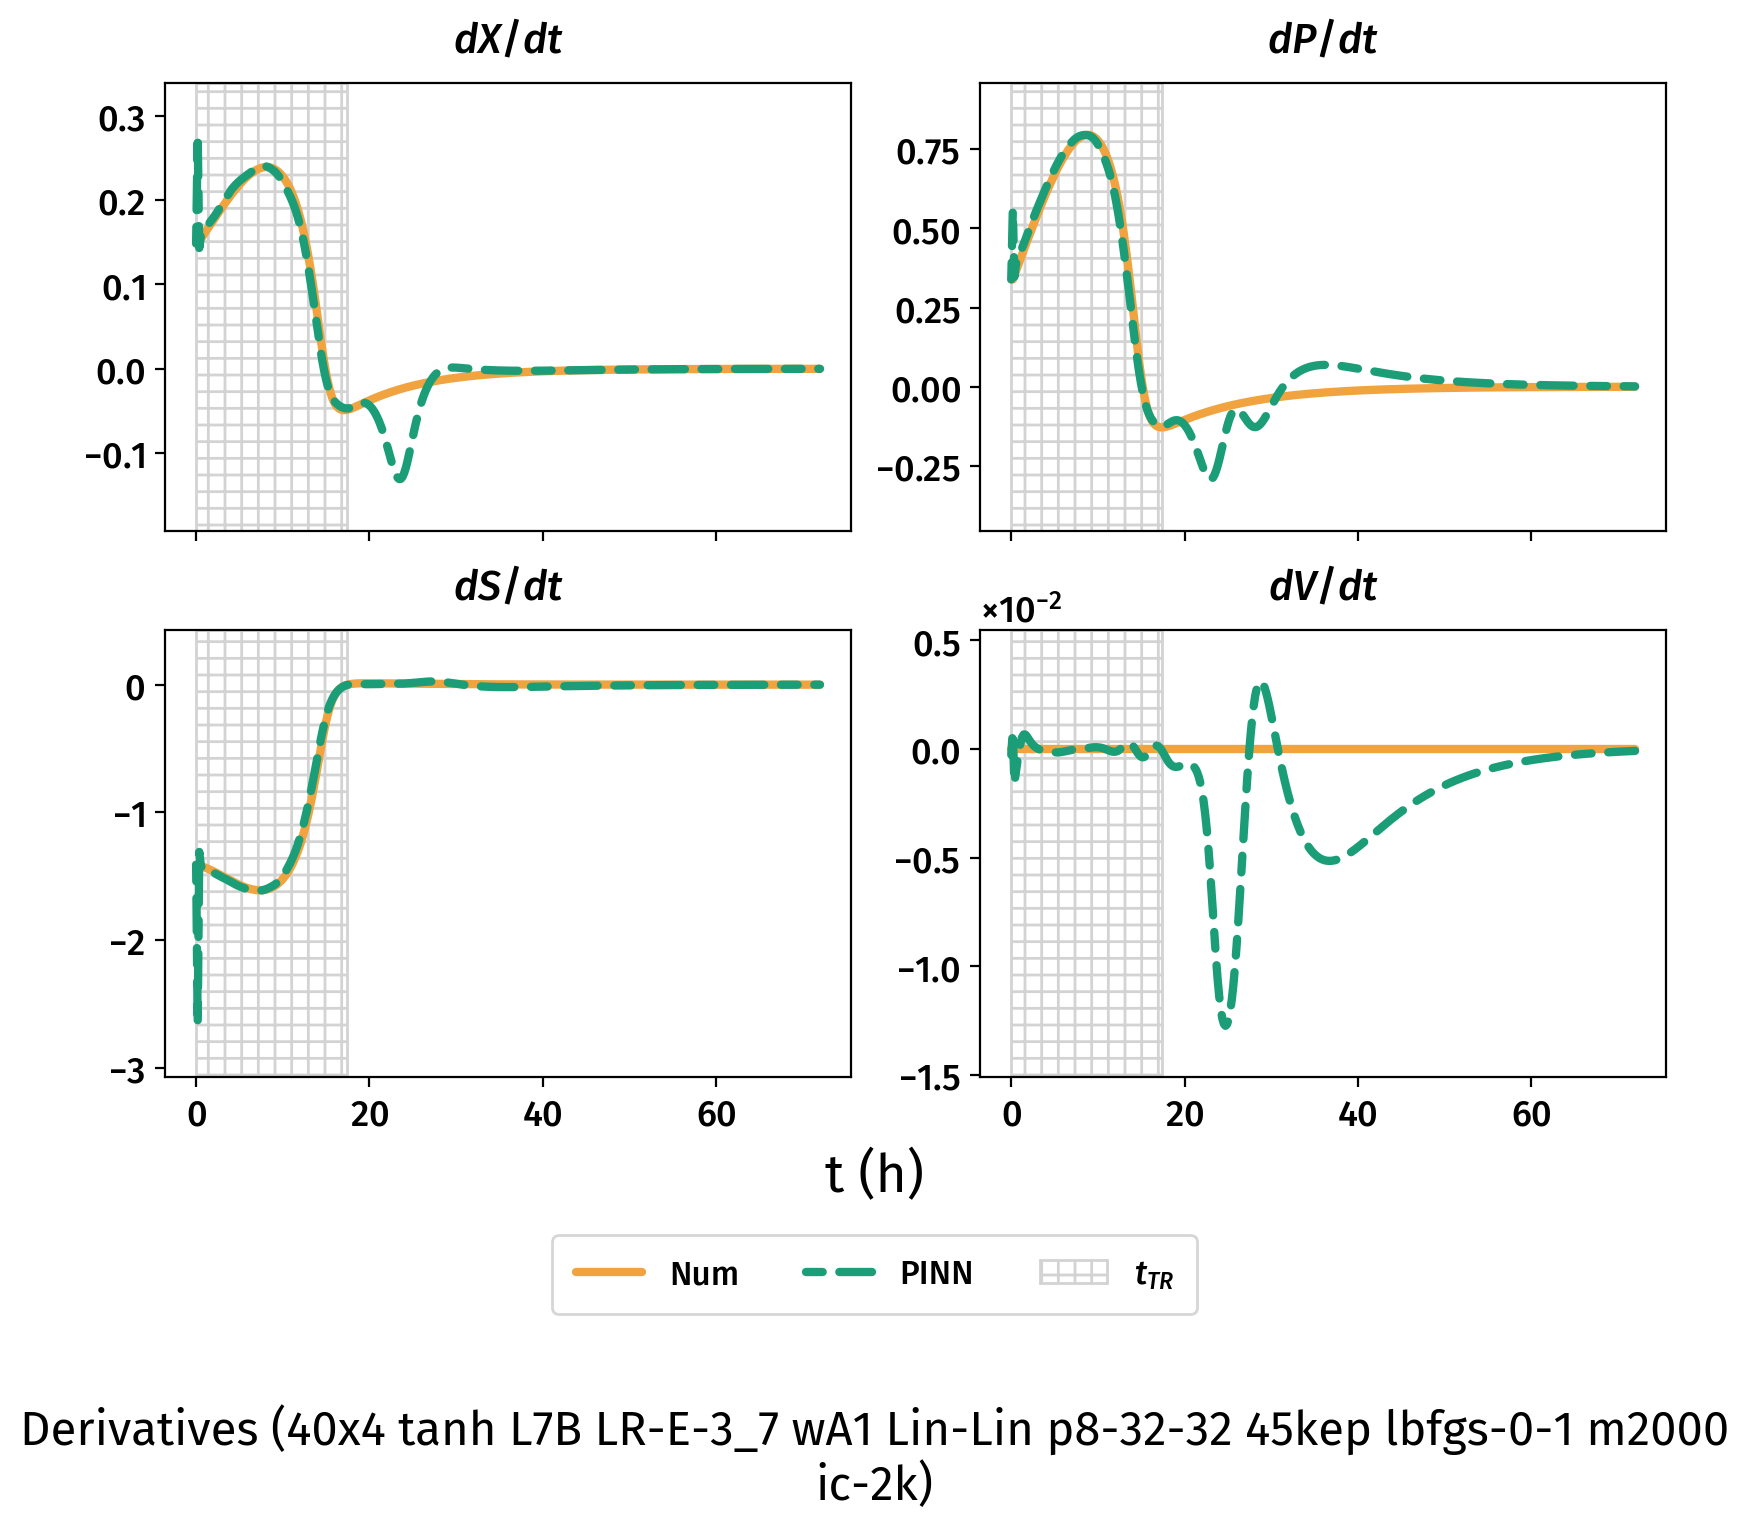 dX/dt
dP/dt
0.3
0.2
0.1
0.0
−0.1
0.75
0.50
0.25
0.00
−0.25
dS/dt
dV/dt
×10⁻²
0
−1
−2
−3
0.5
0.0
−0.5
−1.0
−1.5
0 20 40 60
0 20 40 60
t (h)
Num PINN t_TR
Derivatives (40x4 tanh L7B LR-E-3_7 wA1 Lin-Lin p8-32-32 45kep lbfgs-0-1 m2000
ic-2k)